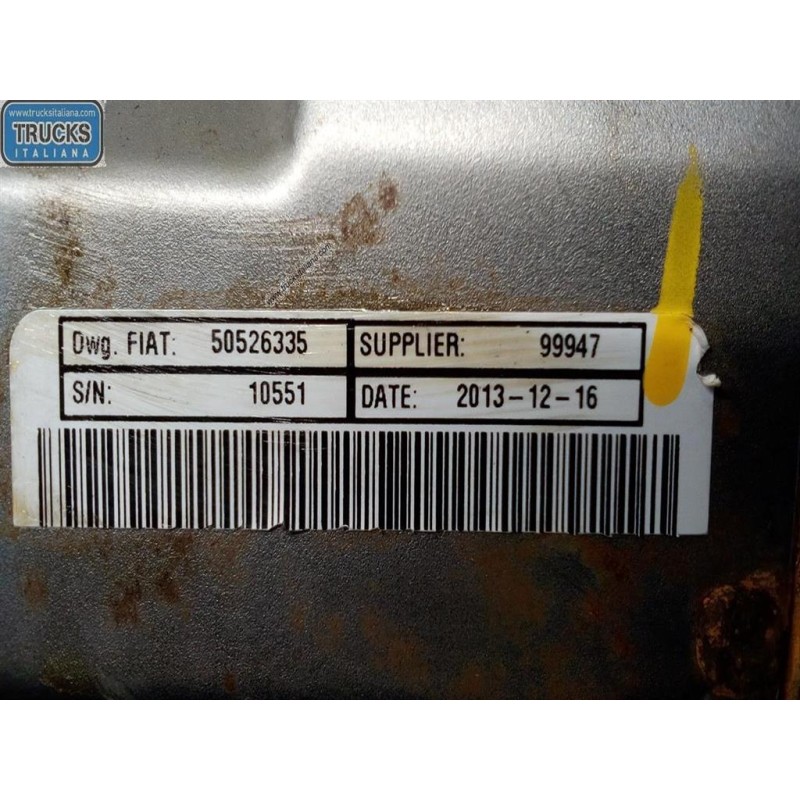 www.trucksitaliana.com
TRUCKS
ITALIANA
Dwg. FIAT: 50526335 SUPPLIER: 99947
S/N: 10551 DATE: 2013-12-16